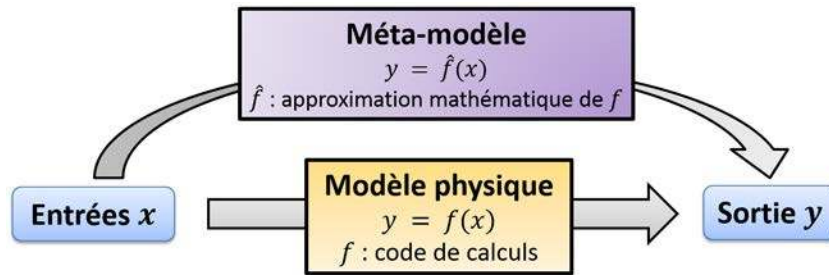 Méta-modèle
y = f̂(x)
f̂ : approximation mathématique de f
Entrées x
Modèle physique
y = f(x)
f : code de calculs
Sortie y